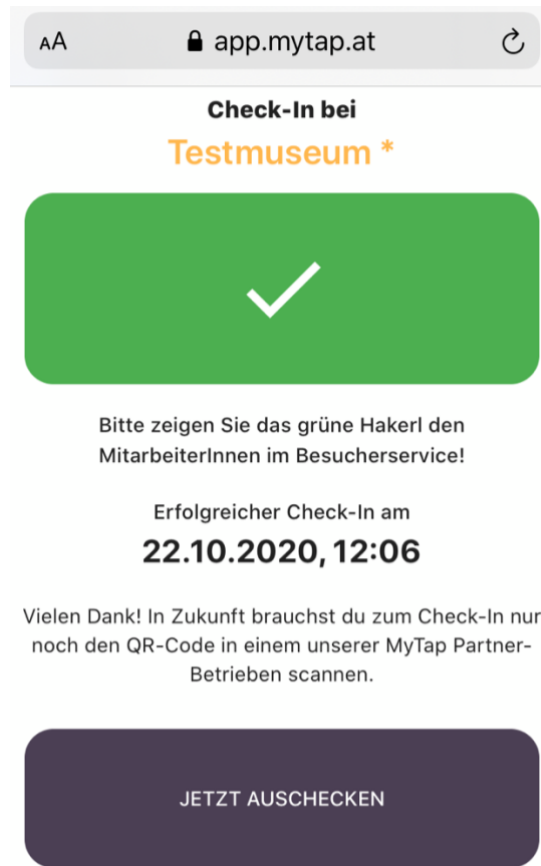 AA app.mytap.at
Check-In bei
Testmuseum *
Bitte zeigen Sie das grüne Hakerl den
MitarbeiterInnen im Besucherservice!
Erfolgreicher Check-In am
22.10.2020, 12:06
Vielen Dank! In Zukunft brauchst du zum Check-In nur
noch den QR-Code in einem unserer MyTap Partner-
Betrieben scannen.
JETZT AUSCHECKEN